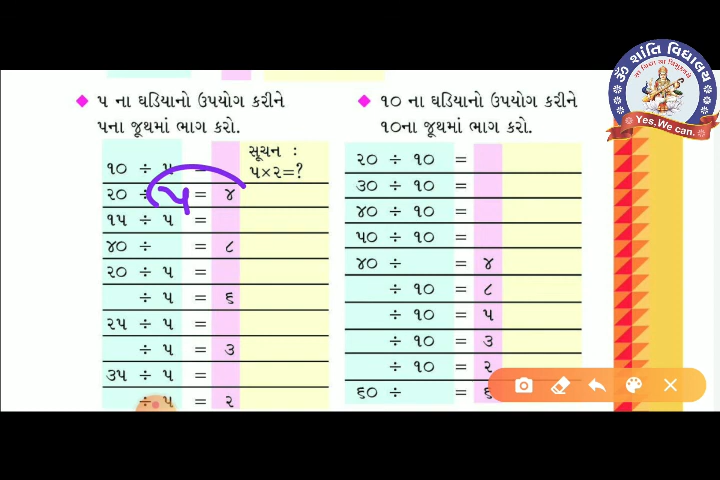 ૐ શાંતિ વિદ્યાલય
સા વિદ્યા યા વિમુક્તયે
Yes. We can.
૫ ના ઘડિયાનો ઉપયોગ કરીને
૫ના જૂથમાં ભાગ કરો.
સૂચન :
૧૦ ÷ ૫ = ૫×૨=?
૨૦ ÷ ૫ = ૪
૧૫ ÷ ૫ =
૪૦ ÷ = ૮
૨૦ ÷ ૫ =
÷ ૫ = ૬
૨૫ ÷ ૫ =
÷ ૫ = ૩
૩૫ ÷ ૫ =
÷ ૫ = ૨
૧૦ ના ઘડિયાનો ઉપયોગ કરીને
૧૦ના જૂથમાં ભાગ કરો.
૨૦ ÷ ૧૦ =
૩૦ ÷ ૧૦ =
૪૦ ÷ ૧૦ =
૫૦ ÷ ૧૦ =
૪૦ ÷ = ૪
÷ ૧૦ = ૮
÷ ૧૦ = ૫
÷ ૧૦ = ૩
÷ ૧૦ = ૨
૬૦ ÷ = ૬